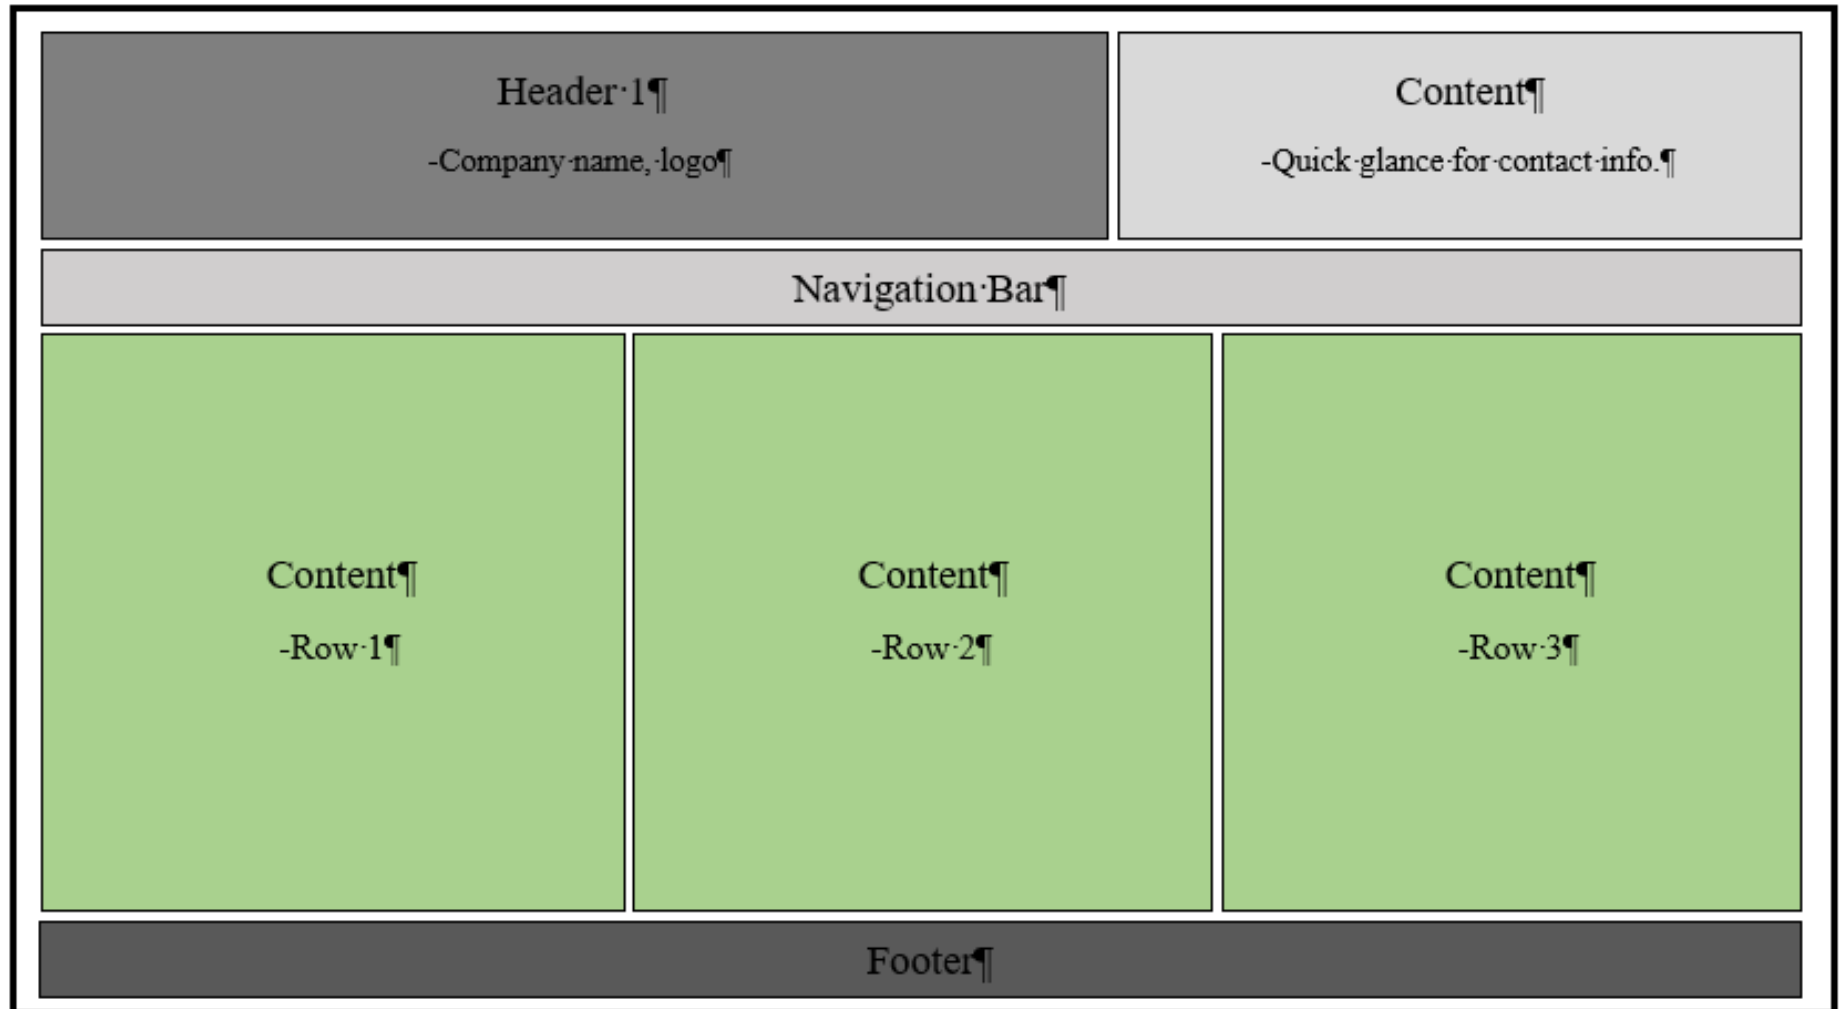 Header·1¶
-Company·name,·logo¶
Content¶
-Quick·glance·for·contact·info.¶
Navigation·Bar¶
Content¶
-Row·1¶
Content¶
-Row·2¶
Content¶
-Row·3¶
Footer¶